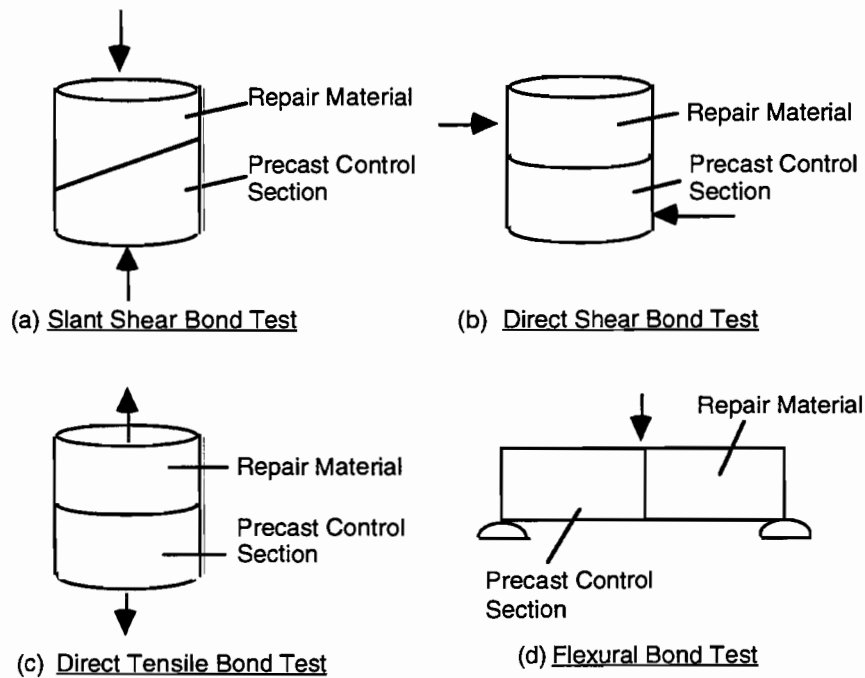 Repair Material
Precast Control
Section
(a) Slant Shear Bond Test
Repair Material
Precast Control
Section
(b) Direct Shear Bond Test
Repair Material
Precast Control
Section
(c) Direct Tensile Bond Test
Repair Material
Precast Control
Section
(d) Flexural Bond Test